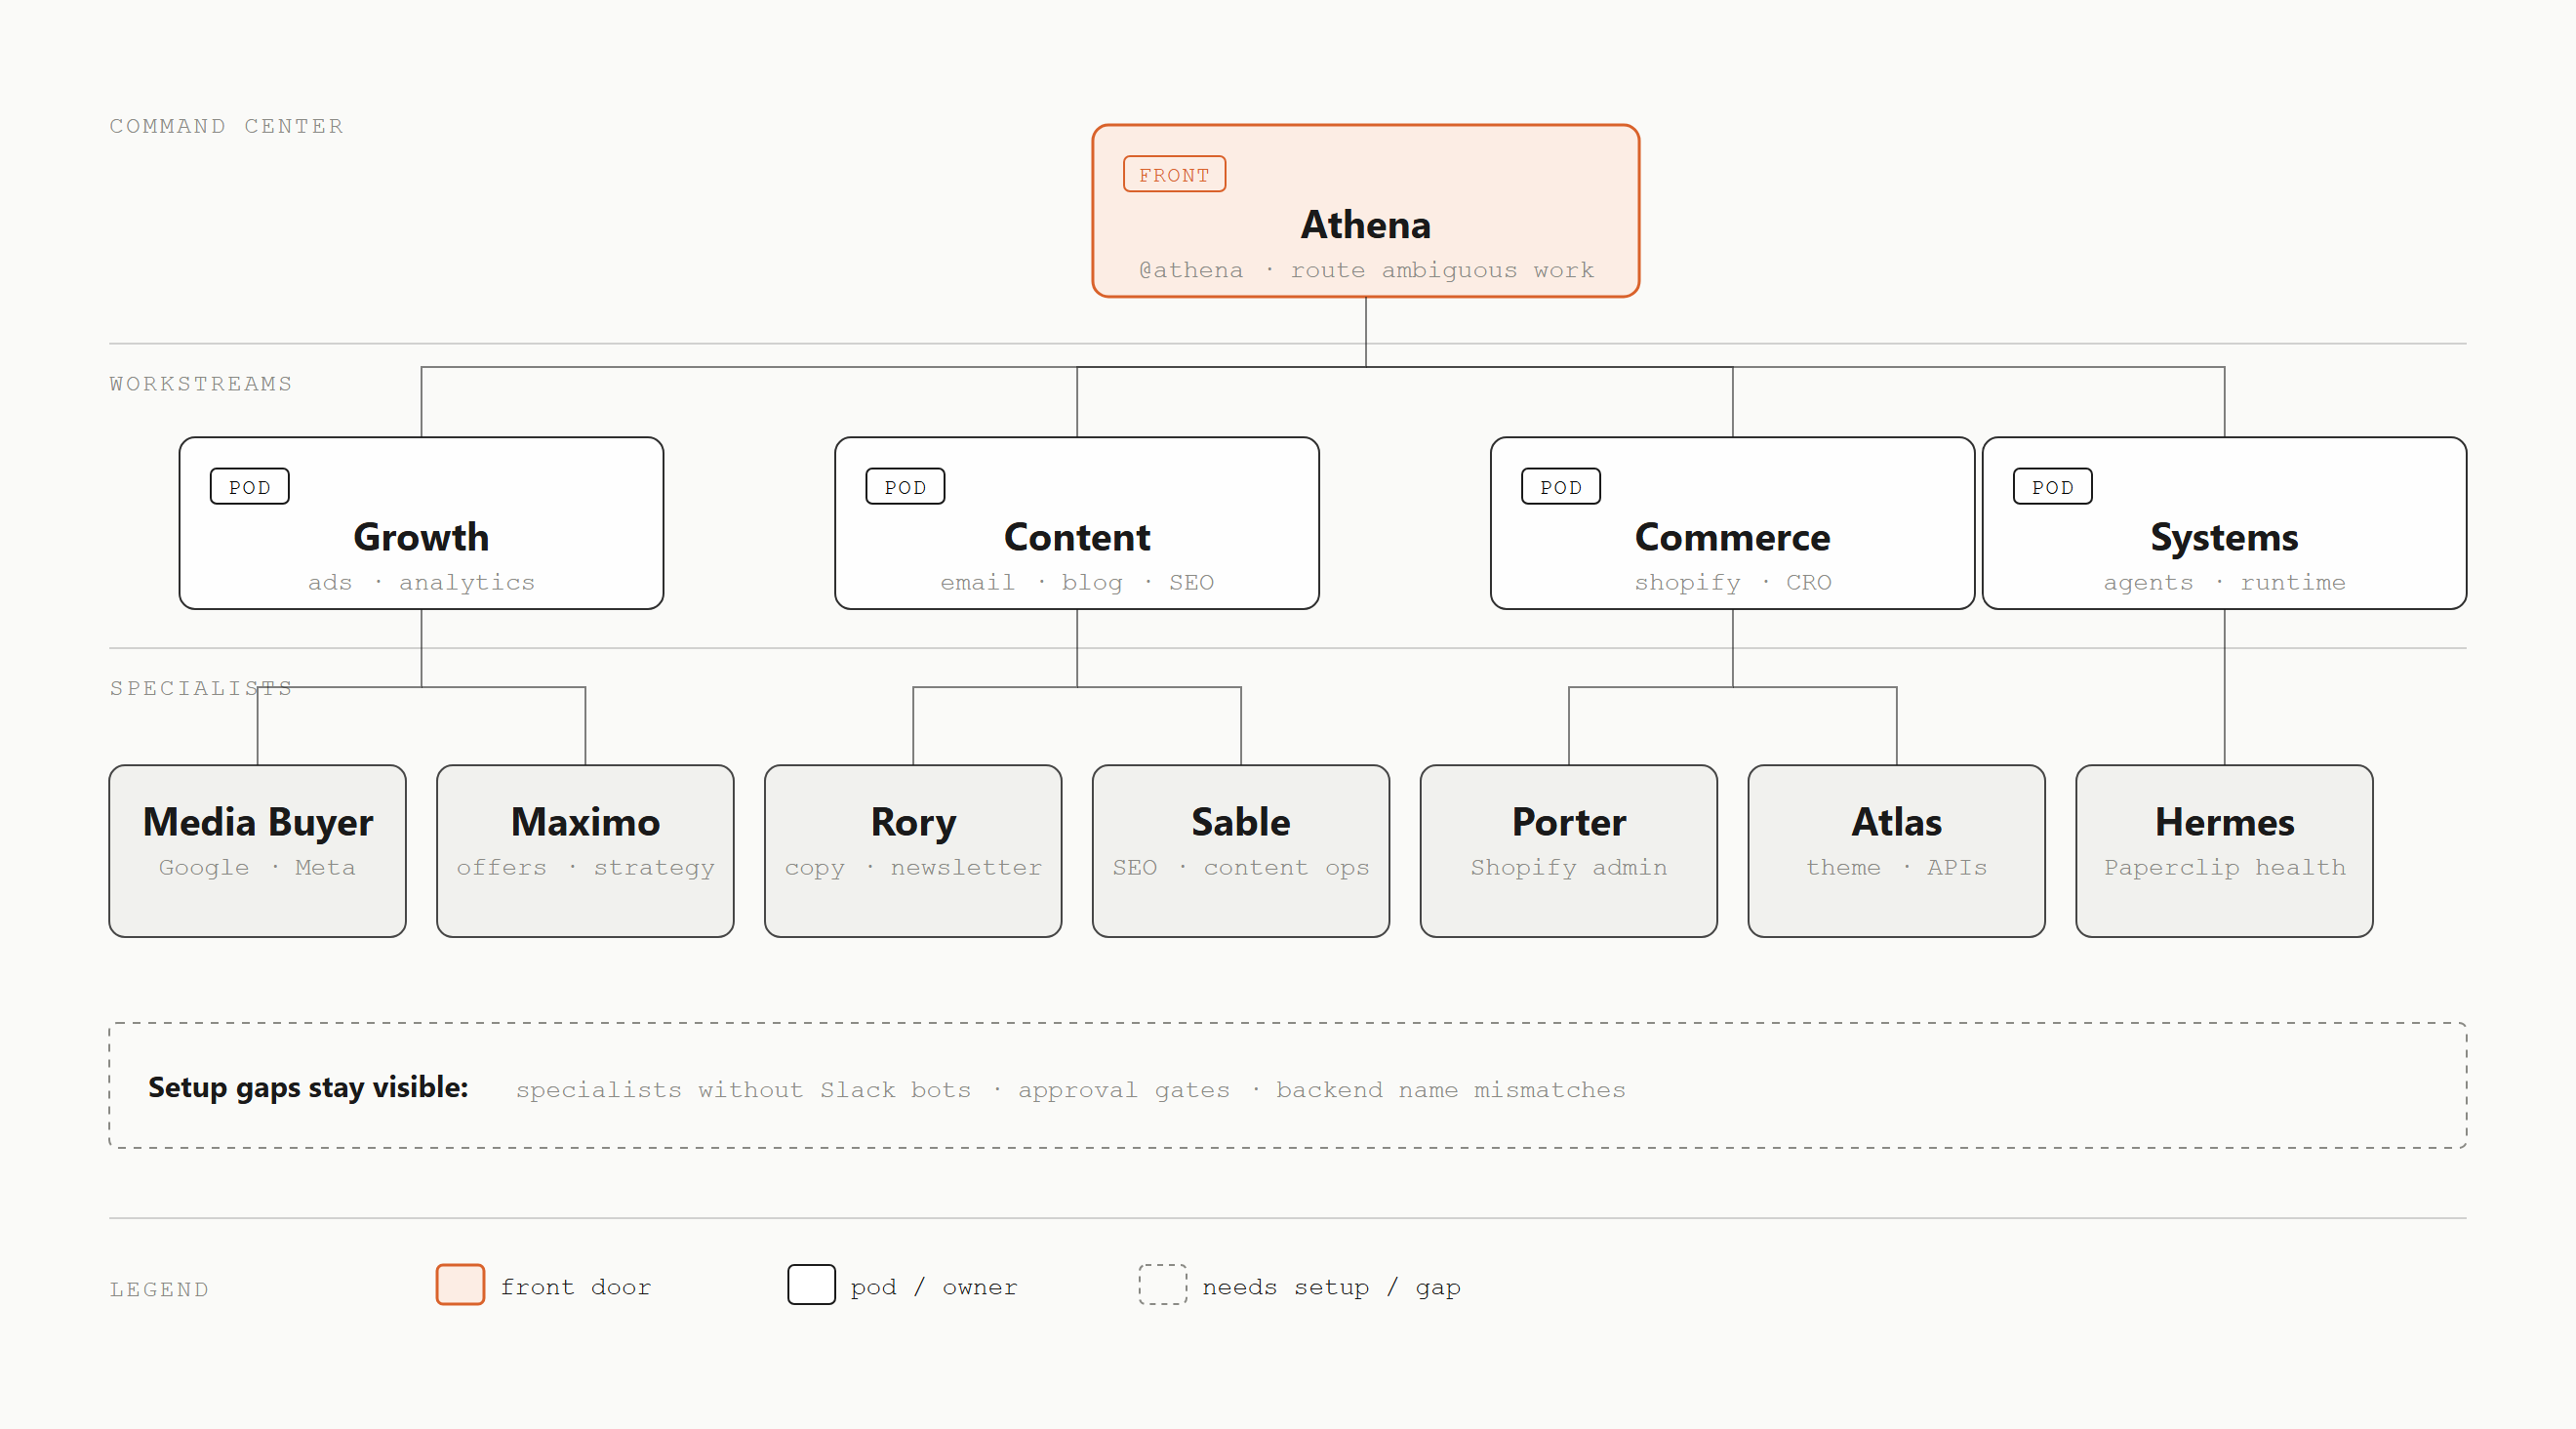 COMMAND CENTER
FRONT
Athena
@athena · route ambiguous work
WORKSTREAMS
POD
Growth
ads · analytics
POD
Content
email · blog · SEO
POD
Commerce
shopify · CRO
POD
Systems
agents · runtime
SPECIALISTS
Media Buyer
Google · Meta
Maximo
offers · strategy
Rory
copy · newsletter
Sable
SEO · content ops
Porter
Shopify admin
Atlas
theme · APIs
Hermes
Paperclip health
Setup gaps stay visible: specialists without Slack bots · approval gates · backend name mismatches
LEGEND
front door
pod / owner
needs setup / gap